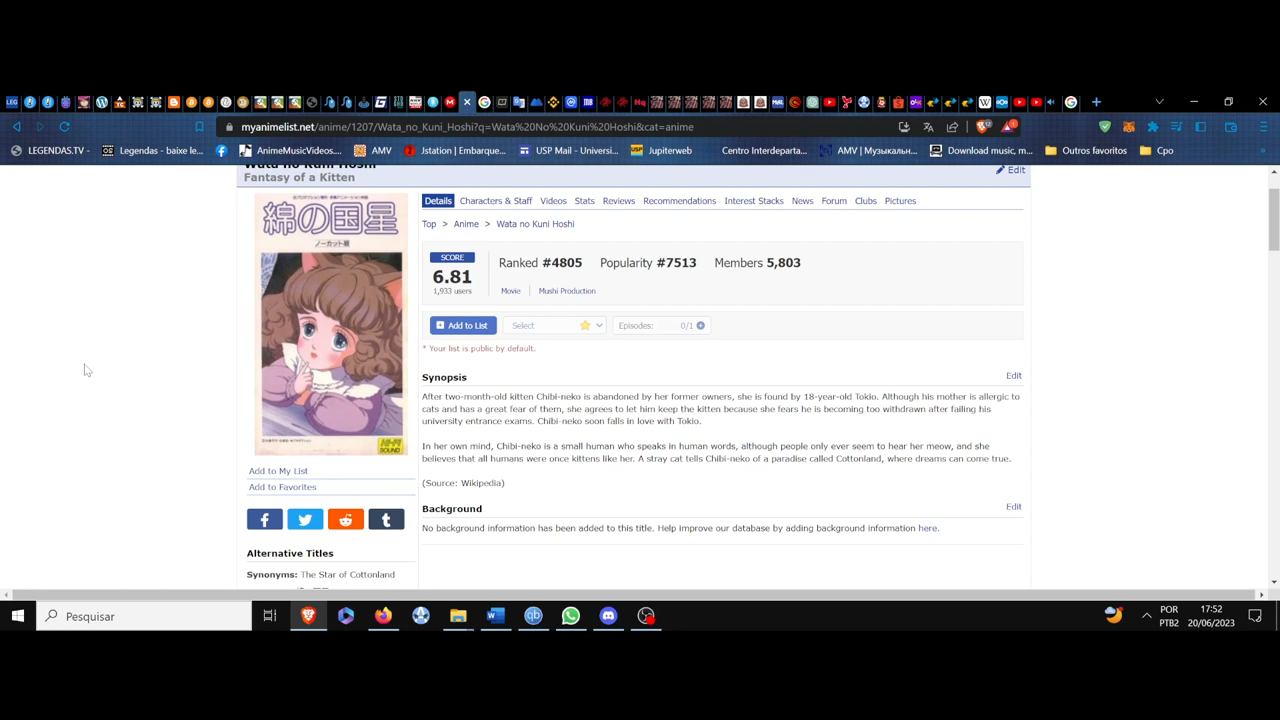 myanimelist.net/anime/1207/Wata_no_Kuni_Hoshi?q=Wata%20No%20Kuni%20Hoshi&cat=anime
LEGENDAS.TV - Legendas - baixe le... AnimeMusicVideos.... AMV Jstation | Embarque... USP Mail - Universi... Jupiterweb Centro Interdeparta... AMV | Музыкальн... Download music, m... Outros favoritos Cpo
Wata no Kuni Hoshi
Fantasy of a Kitten
Edit
綿の国星
ノーカット版
HI-FI
SOUND
Details Characters & Staff Videos Stats Reviews Recommendations Interest Stacks News Forum Clubs Pictures
Top > Anime > Wata no Kuni Hoshi
SCORE
6.81
1,933 users
Ranked #4805 Popularity #7513 Members 5,803
Movie Mushi Production
Add to List Select Episodes: 0/1
* Your list is public by default.
Synopsis Edit
After two-month-old kitten Chibi-neko is abandoned by her former owners, she is found by 18-year-old Tokio. Although his mother is allergic to
cats and has a great fear of them, she agrees to let him keep the kitten because she fears he is becoming too withdrawn after failing his
university entrance exams. Chibi-neko soon falls in love with Tokio.
In her own mind, Chibi-neko is a small human who speaks in human words, although people only ever seem to hear her meow, and she
believes that all humans were once kittens like her. A stray cat tells Chibi-neko of a paradise called Cottonland, where dreams can come true.
(Source: Wikipedia)
Background Edit
No background information has been added to this title. Help improve our database by adding background information here.
Add to My List
Add to Favorites
Alternative Titles
Synonyms: The Star of Cottonland
Pesquisar
POR
PTB2
17:52
20/06/2023